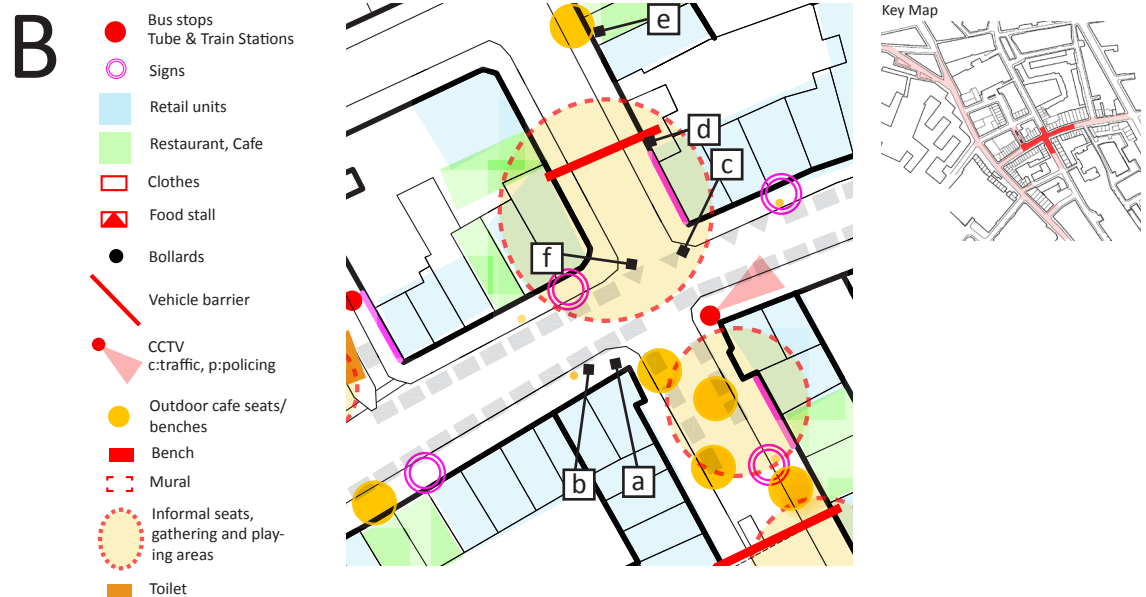 B
Bus stops
Tube & Train Stations
Signs
Retail units
Restaurant, Cafe
Clothes
Food stall
Bollards
Vehicle barrier
CCTV
c:traffic, p:policing
Outdoor cafe seats/
benches
Bench
Mural
Informal seats,
gathering and play-
ing areas
Toilet
e
d
c
f
b
a
Key Map